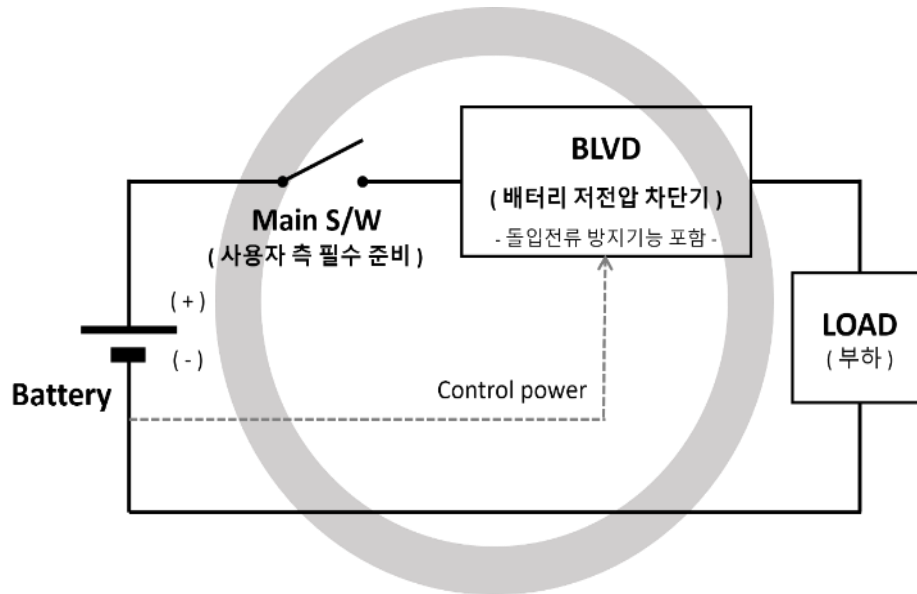 BLVD
( 배터리 저전압 차단기 )
- 돌입전류 방지기능 포함 -
Main S/W
( 사용자 측 필수 준비 )
( + )
( - )
Battery
LOAD
( 부하 )
Control power